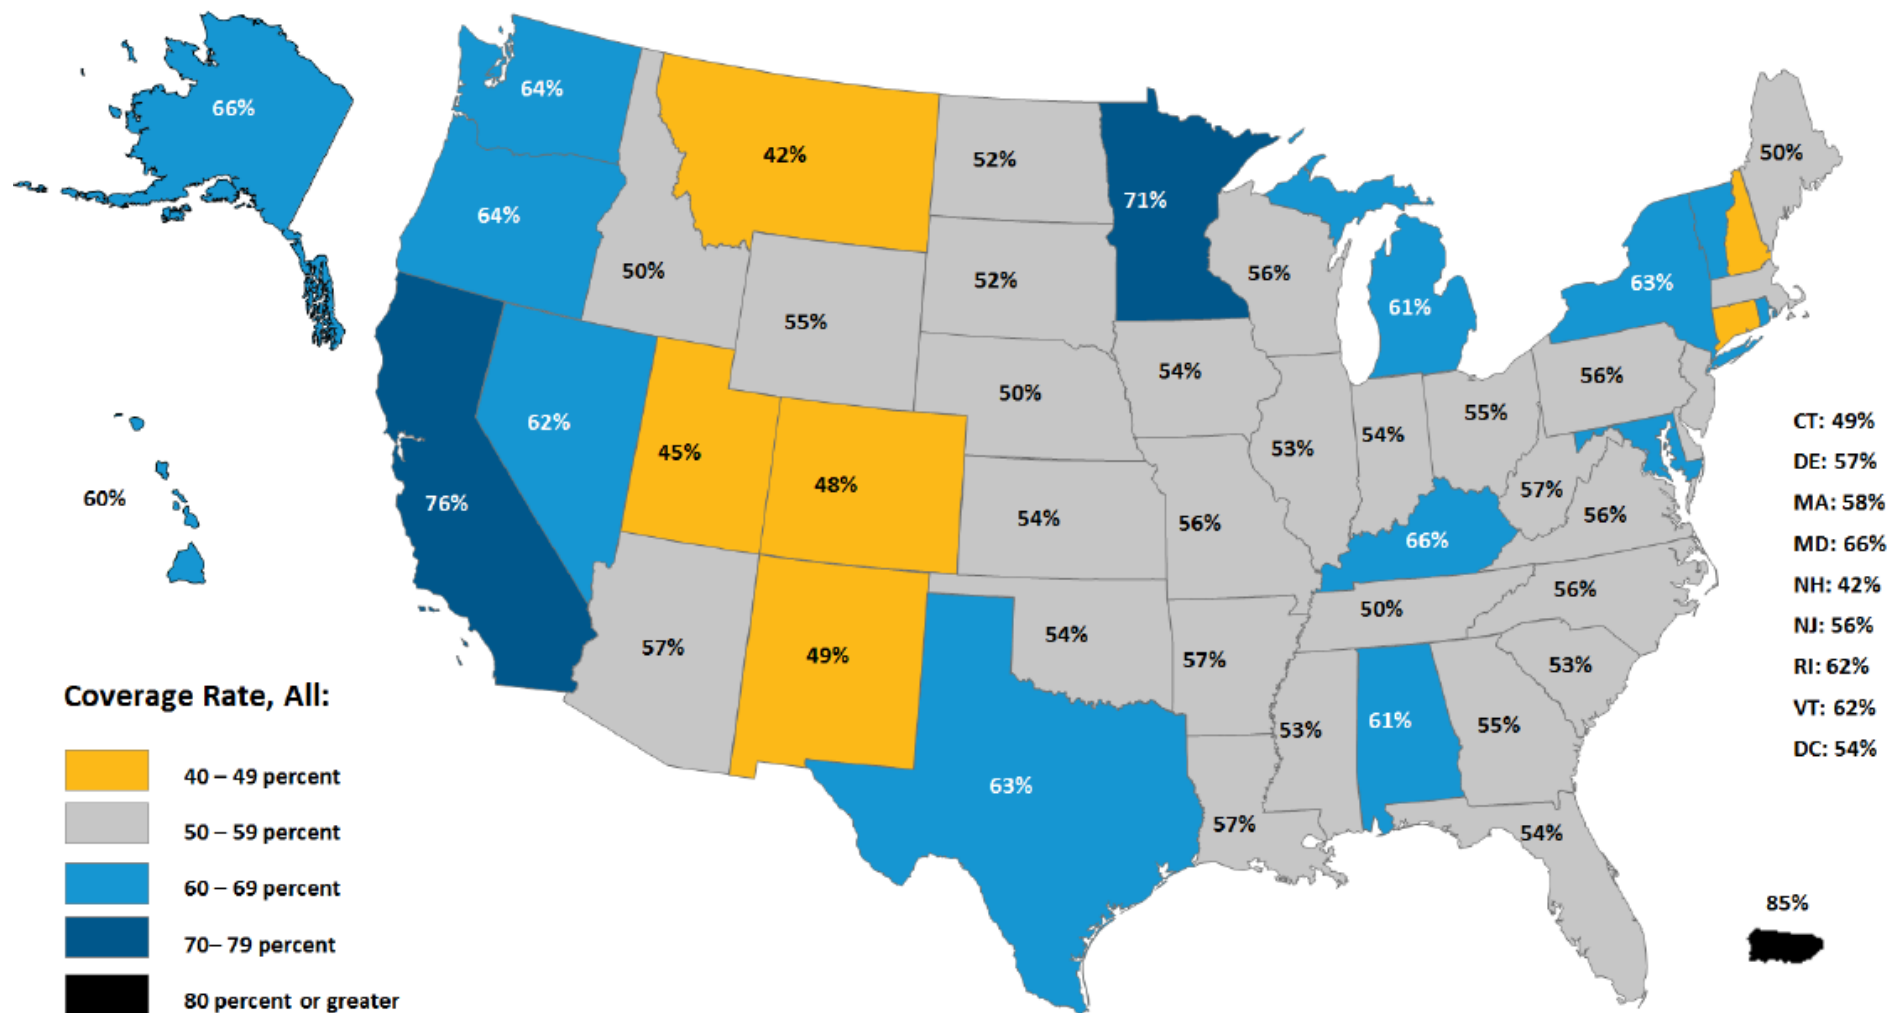 66%
64%
42%
52%
50%
71%
64%
50%
52%
56%
63%
61%
55%
54%
56%
50%
55%
62%
CT: 49%
45%
53%
54%
DE: 57%
48%
57%
76%
60%
MA: 58%
54%
56%
56%
66%
MD: 66%
NH: 42%
56%
50%
NJ: 56%
54%
57%
49%
57%
53%
RI: 62%
Coverage Rate, All:
VT: 62%
61%
55%
53%
DC: 54%
40 – 49 percent
63%
57%
54%
50 – 59 percent
60 – 69 percent
85%
70– 79 percent
80 percent or greater